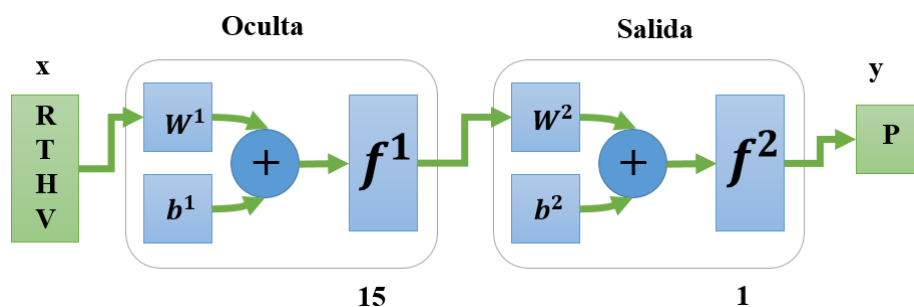 Oculta
Salida
x
y
R
T
H
V
W¹
+
b¹
f¹
W²
+
b²
f²
P
15
1